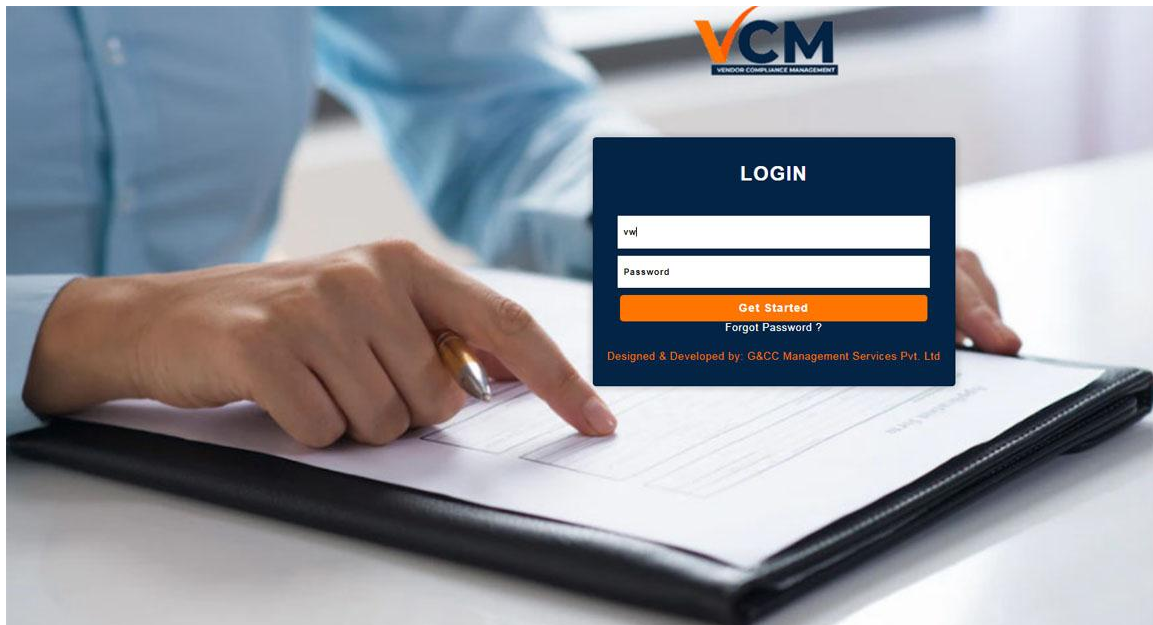 VCM
VENDOR COMPLIANCE MANAGEMENT
LOGIN
vw
Password
Get Started
Forgot Password ?
Designed & Developed by: G&CC Management Services Pvt. Ltd